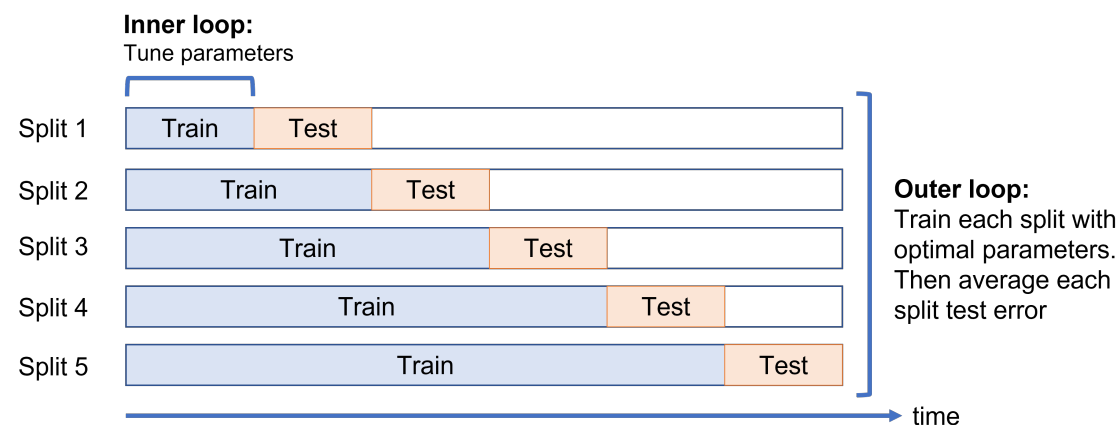 Inner loop:
Tune parameters
Split 1
Train
Test
Split 2
Train
Test
Split 3
Train
Test
Split 4
Train
Test
Split 5
Train
Test
Outer loop:
Train each split with
optimal parameters.
Then average each
split test error
time